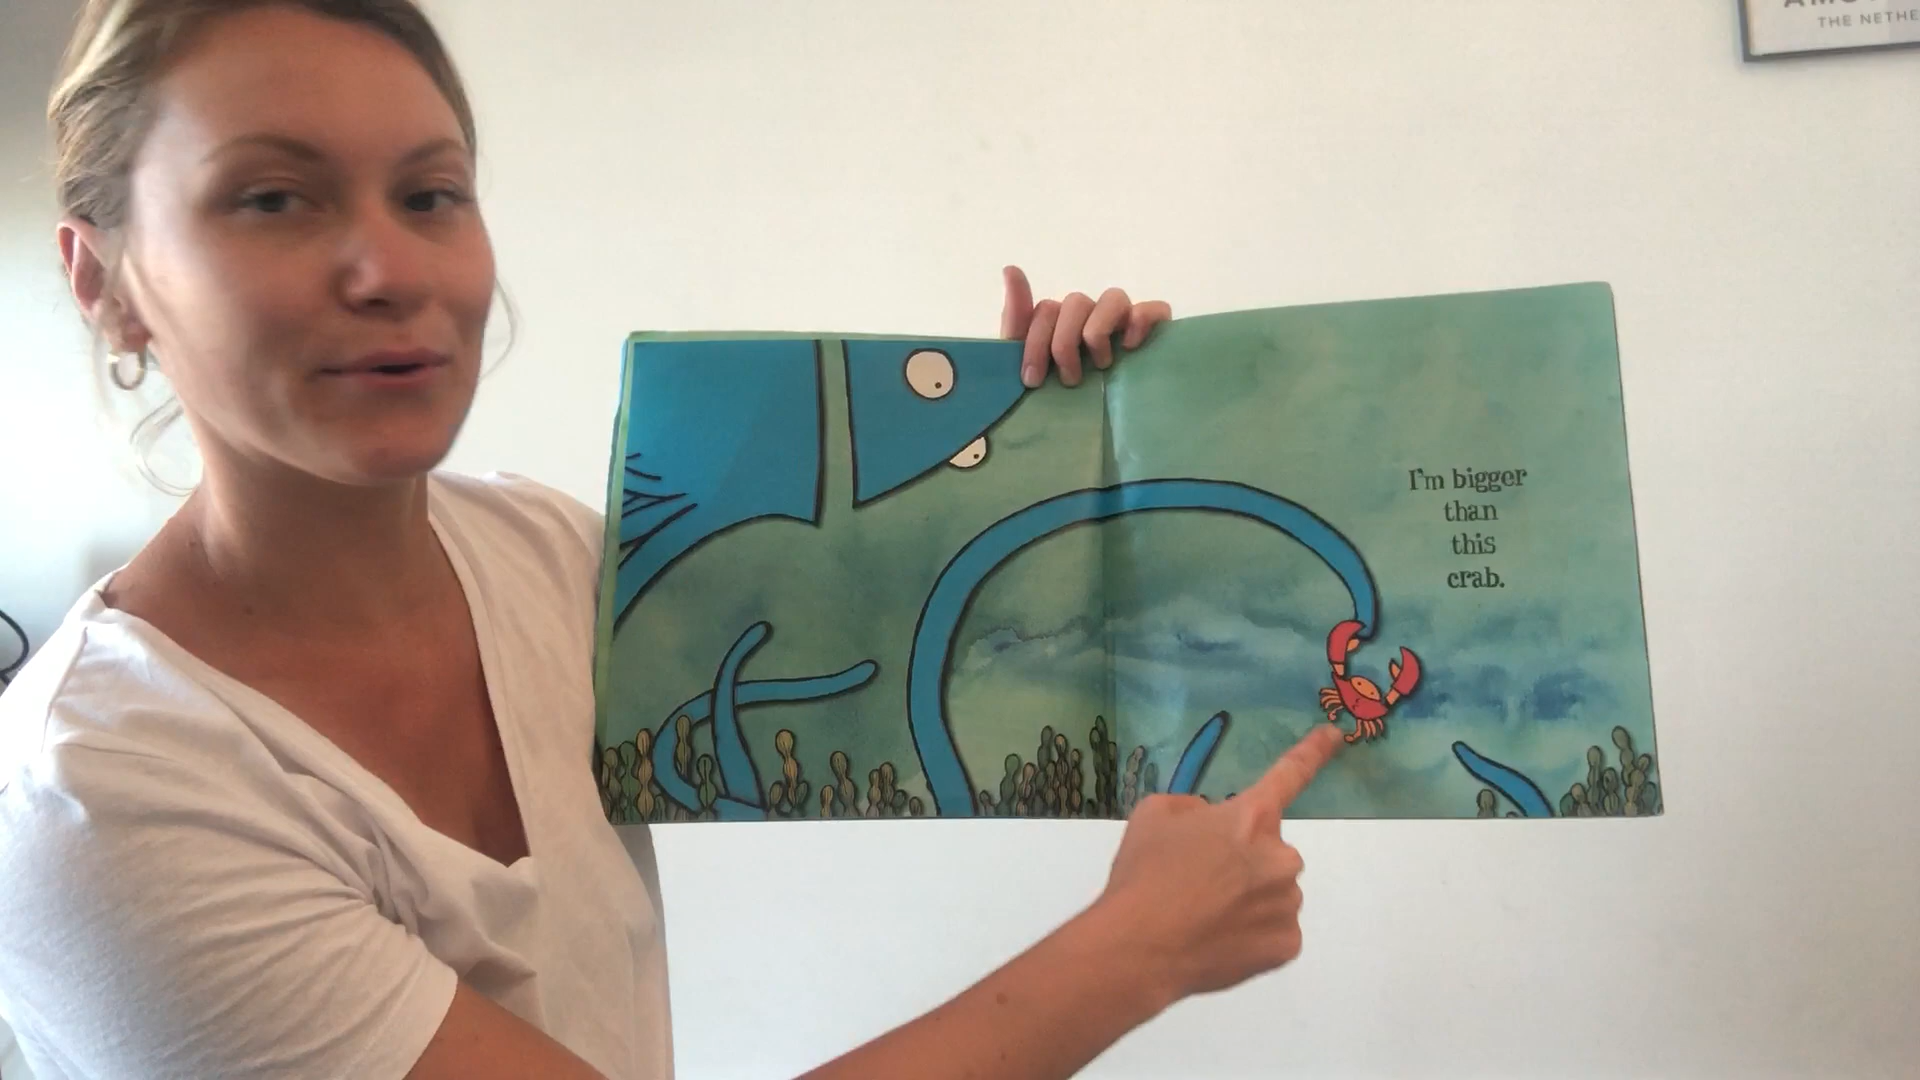 THE NETHE
I'm bigger
than
this
crab.